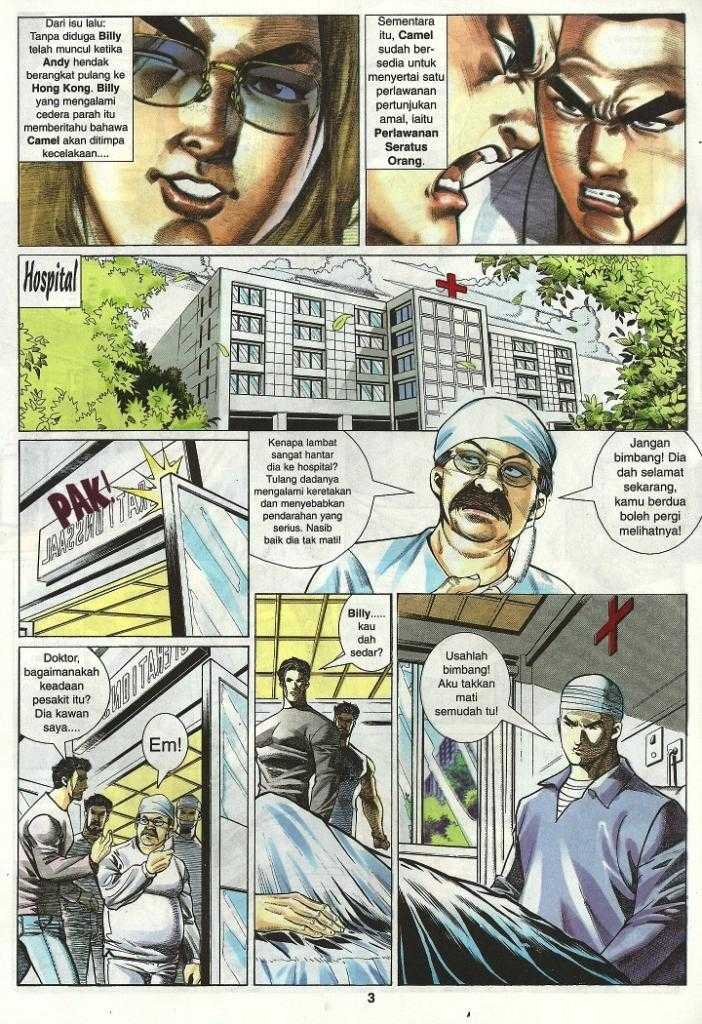 Dari isu lalu:
Tanpa diduga Billy
telah muncul ketika
Andy hendak
berangkat pulang ke
Hong Kong. Billy
yang mengalami
cedera parah itu
memberitahu bahawa
Camel akan ditimpa
kecelakaan....
Sementara
itu, Camel
sudah ber-
sedia untuk
menyertai satu
perlawanan
pertunjukan
amal, iaitu
Perlawanan
Seratus
Orang.
Hospital
PAK!
Kenapa lambat
sangat hantar
dia ke hospital?
Tulang dadanya
mengalami keretakan
dan menyebabkan
pendarahan yang
serius. Nasib
baik dia tak mati!
Jangan
bimbang! Dia
dah selamat
sekarang,
kamu berdua
boleh pergi
melihatnya!
Doktor,
bagaimanakah
keadaan
pesakit itu?
Dia kawan
saya....
Em!
Billy.....
kau
dah
sedar?
Usahlah
bimbang!
Aku takkan
mati
semudah tu!
3